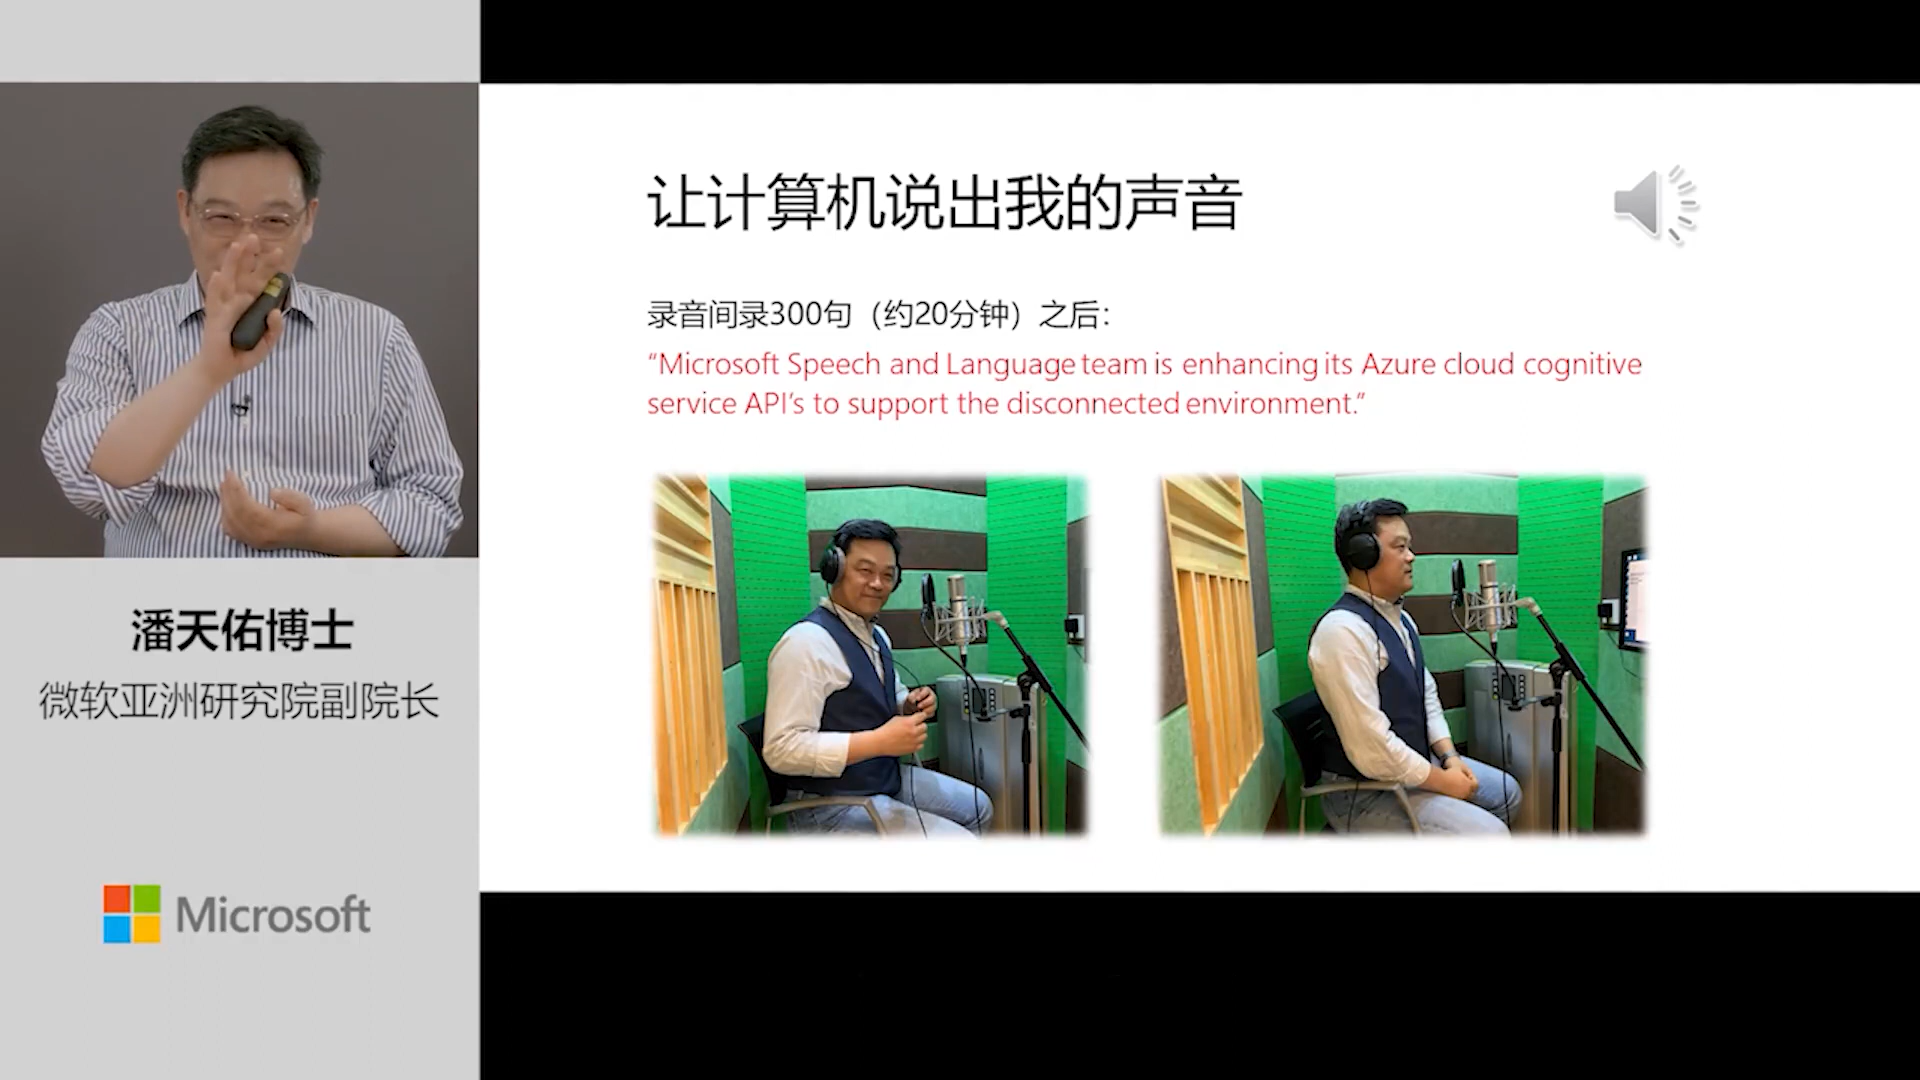 让计算机说出我的声音
录音间录300句（约20分钟）之后：
“Microsoft Speech and Language team is enhancing its Azure cloud cognitive
service API’s to support the disconnected environment.”
潘天佑博士
微软亚洲研究院副院长
Microsoft